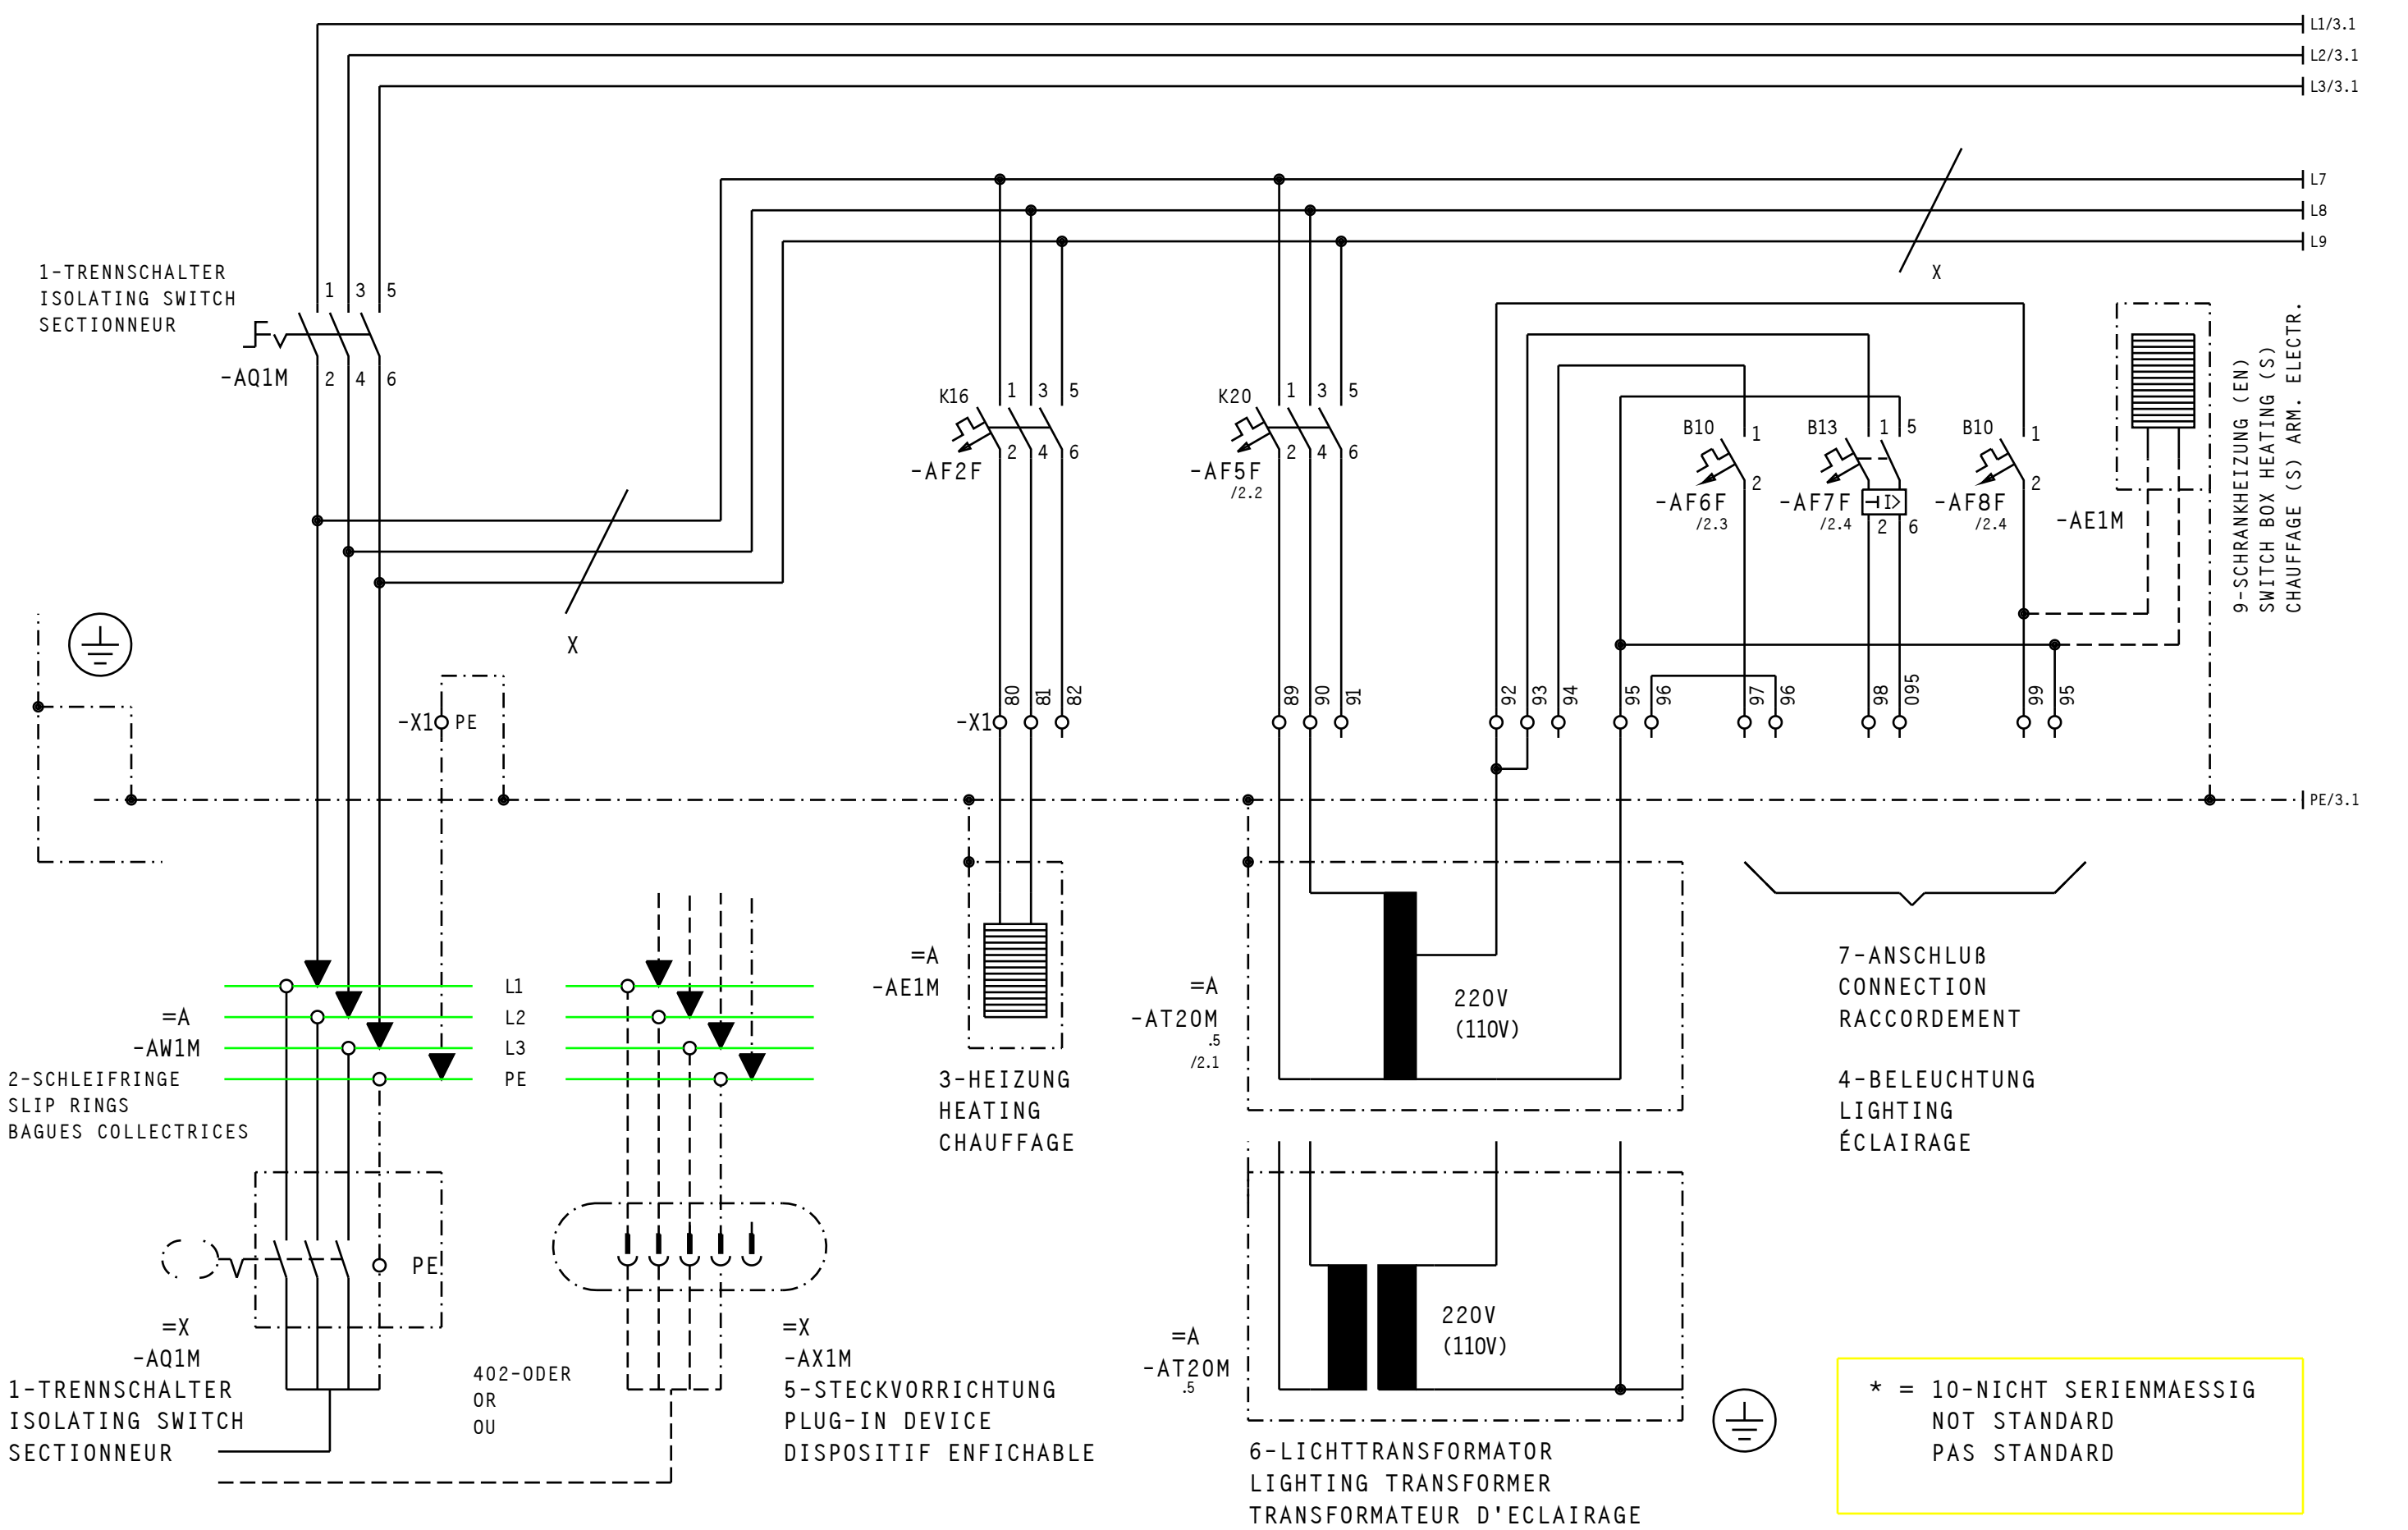 L1/3.1
L2/3.1
L3/3.1
L7
L8
L9
X
1-TRENNSCHALTER
ISOLATING SWITCH
SECTIONNEUR
1 3 5
-AQ1M
2 4 6
K16
1 3 5
2 4 6
-AF2F
K20
1 3 5
2 4 6
-AF5F
/2.2
B10
1
2
-AF6F
/2.3
B13
1 5
-AF7F
/2.4
I>
2 6
B10
1
2
-AF8F
/2.4
-AE1M
9-SCHRANKHEIZUNG (EN)
SWITCH BOX HEATING (S)
CHAUFFAGE (S) ARM. ELECTR.
X
-X1 PE
-X1
80 81 82
89 90 91
92 93 94
95 96
97 96
98 095
99 95
PE/3.1
=A
-AW1M
2-SCHLEIFRINGE
SLIP RINGS
BAGUES COLLECTRICES
L1
L2
L3
PE
=A
-AE1M
3-HEIZUNG
HEATING
CHAUFFAGE
=A
-AT20M
.5
/2.1
220V
(110V)
7-ANSCHLUß
CONNECTION
RACCORDEMENT
4-BELEUCHTUNG
LIGHTING
ÉCLAIRAGE
PE
=X
-AQ1M
1-TRENNSCHALTER
ISOLATING SWITCH
SECTIONNEUR
402-ODER
OR
OU
=X
-AX1M
5-STECKVORRICHTUNG
PLUG-IN DEVICE
DISPOSITIF ENFICHABLE
=A
-AT20M
.5
220V
(110V)
6-LICHTTRANSFORMATOR
LIGHTING TRANSFORMER
TRANSFORMATEUR D'ECLAIRAGE
* = 10-NICHT SERIENMAESSIG
NOT STANDARD
PAS STANDARD